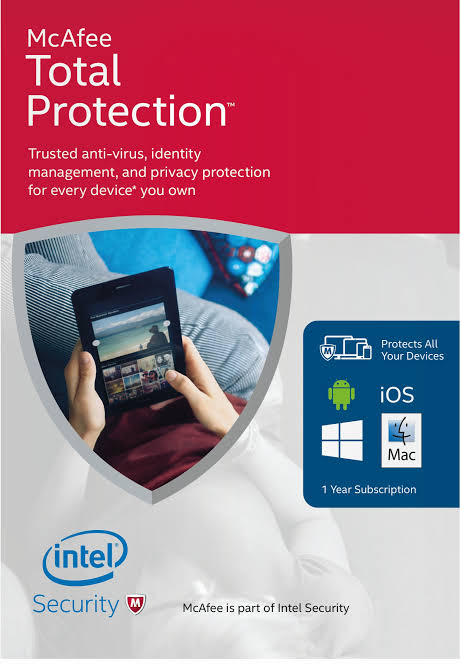 McAfee
Total
Protection™
Trusted anti-virus, identity
management, and privacy protection
for every device* you own
Protects All
Your Devices
iOS
Mac
1 Year Subscription
intel®
Security
McAfee is part of Intel Security